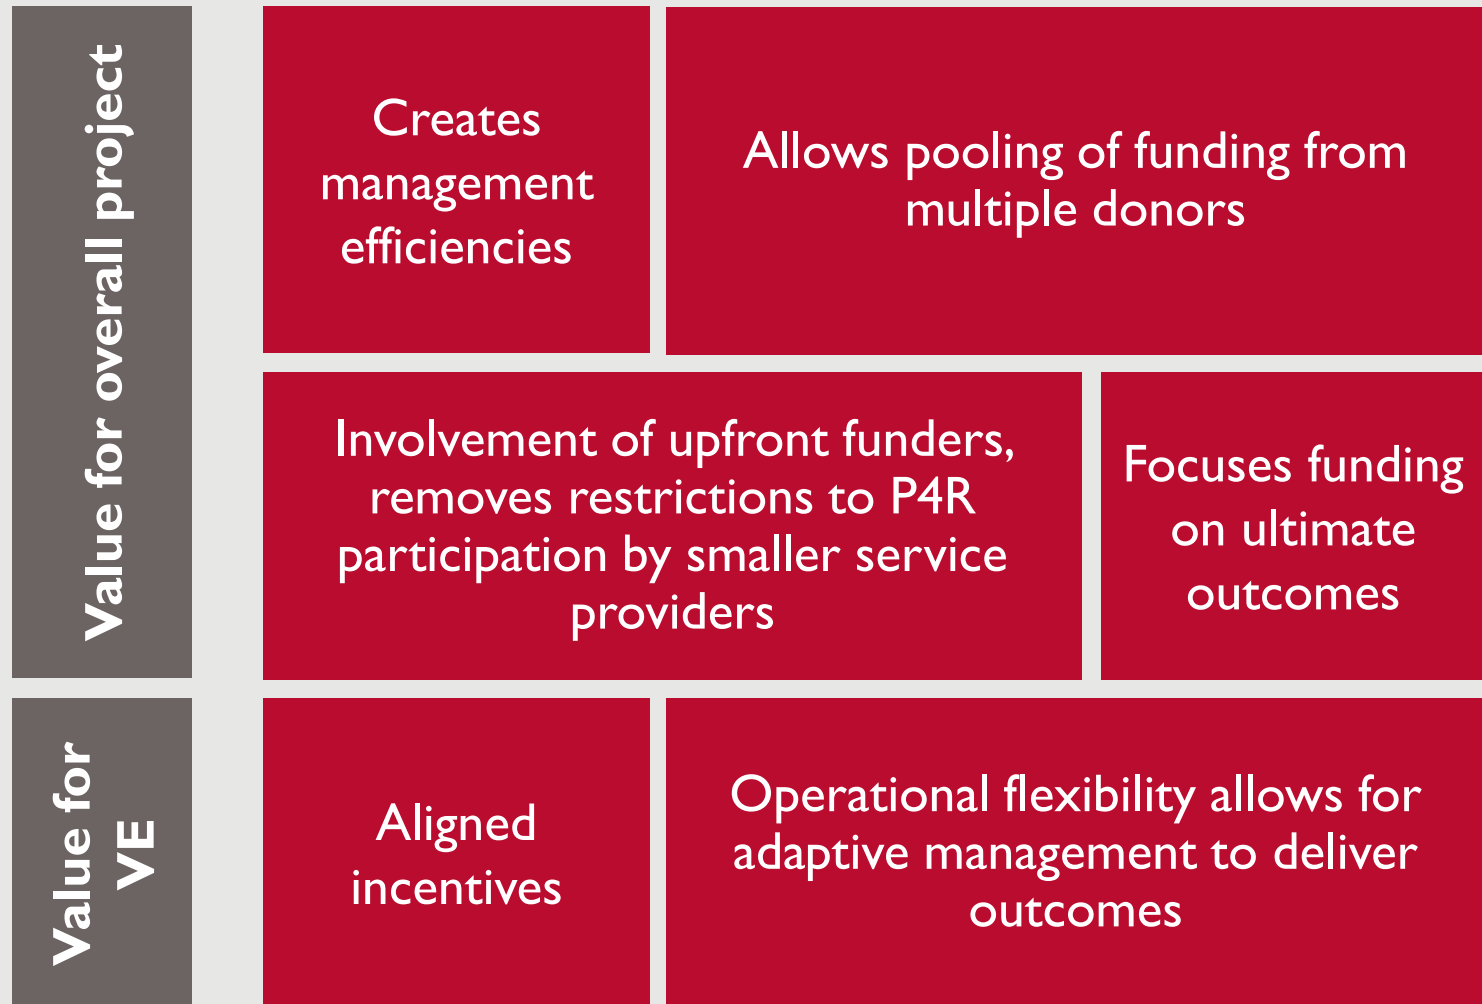 Value for overall project
Creates
management
efficiencies
Allows pooling of funding from
multiple donors
Involvement of upfront funders,
removes restrictions to P4R
participation by smaller service
providers
Focuses funding
on ultimate
outcomes
Value for
VE
Aligned
incentives
Operational flexibility allows for
adaptive management to deliver
outcomes